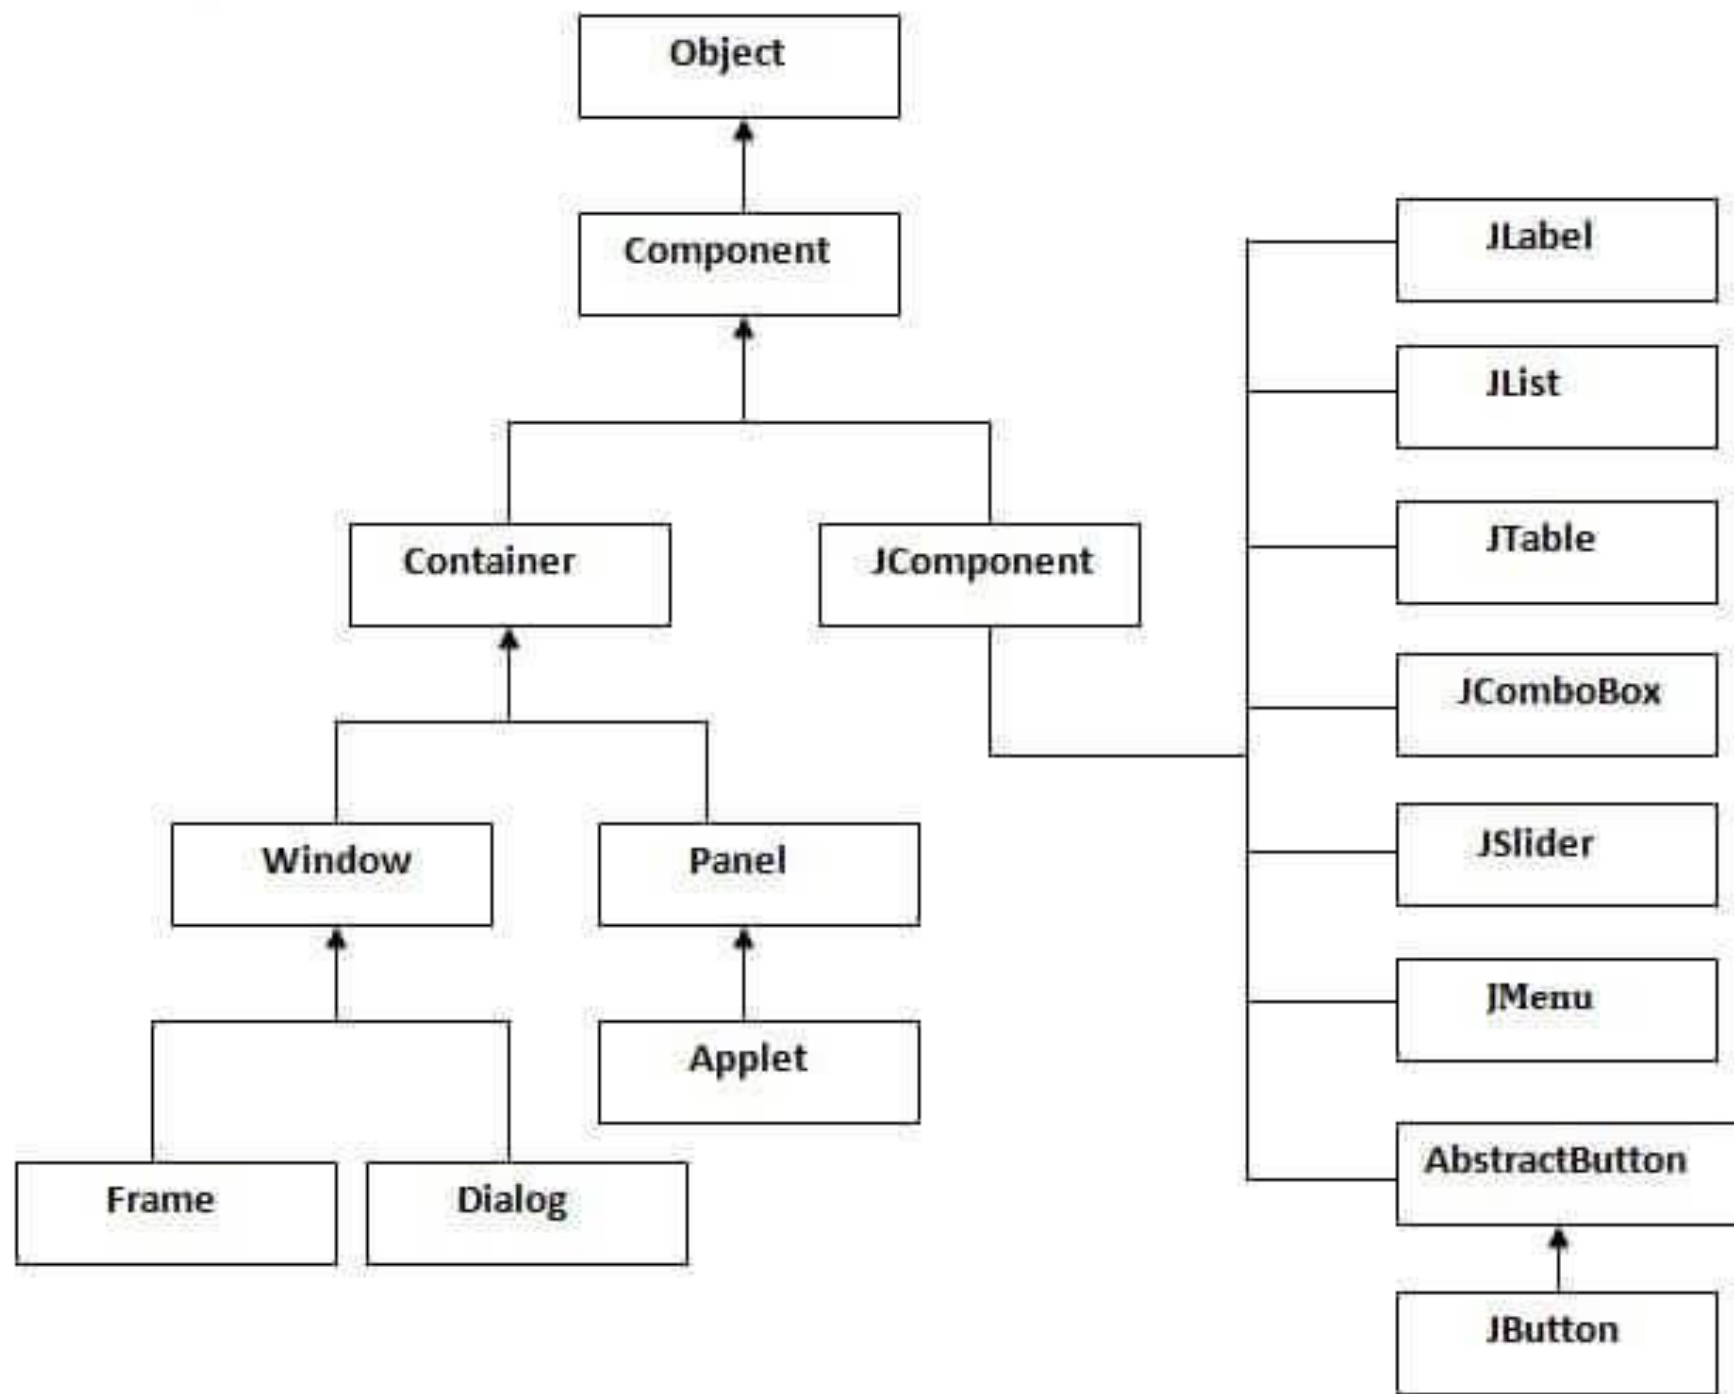 Object
Component
Container
JComponent
Window
Panel
Frame
Dialog
Applet
JLabel
JList
JTable
JComboBox
JSlider
JMenu
AbstractButton
JButton